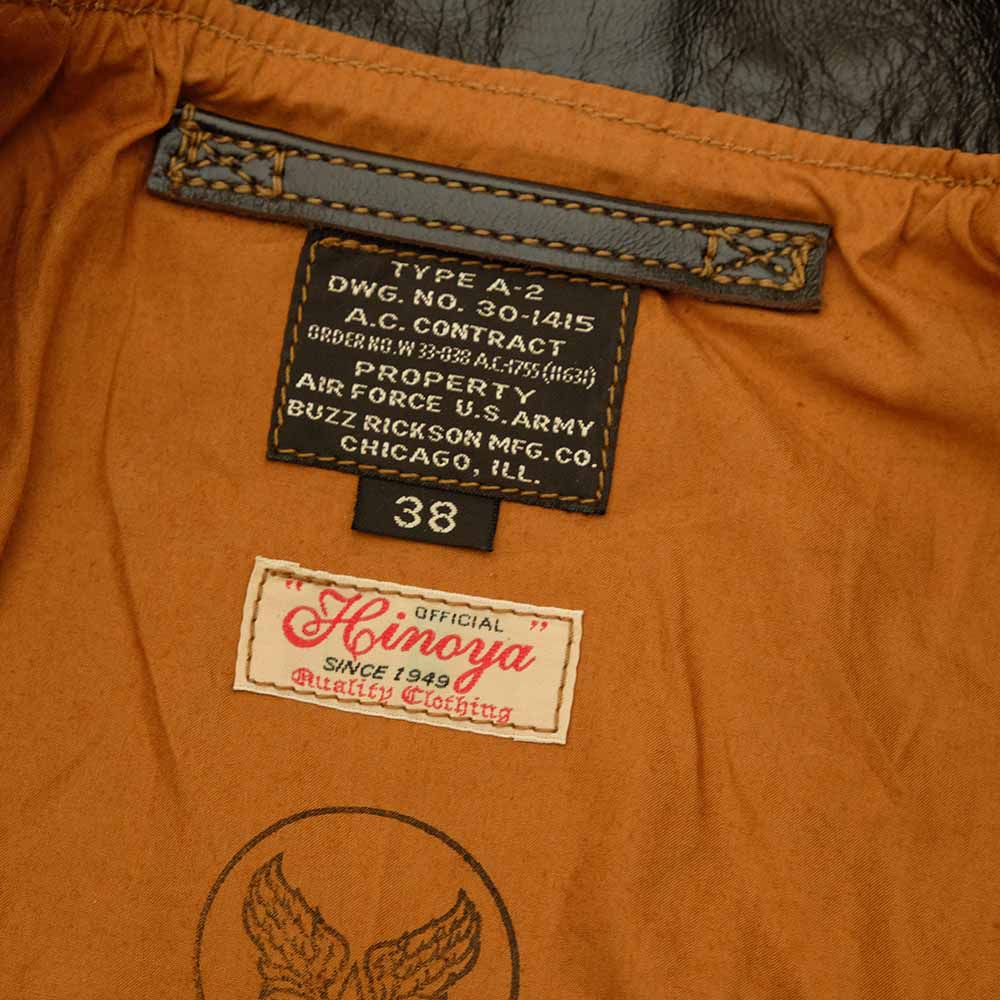 TYPE A-2
DWG. NO. 30-1415
A.C. CONTRACT
ORDER NO. W 33-038 A.C.-1755 (11631)
PROPERTY
AIR FORCE U.S. ARMY
BUZZ RICKSON MFG. CO.
CHICAGO, ILL.
38
OFFICIAL
"Hinoya"
SINCE 1949
Quality Clothing